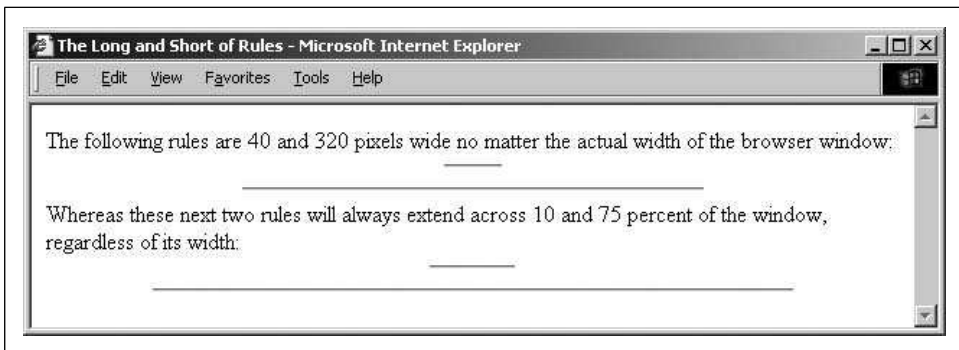 The Long and Short of Rules - Microsoft Internet Explorer
File Edit View Favorites Tools Help
The following rules are 40 and 320 pixels wide no matter the actual width of the browser window:
Whereas these next two rules will always extend across 10 and 75 percent of the window,
regardless of its width: